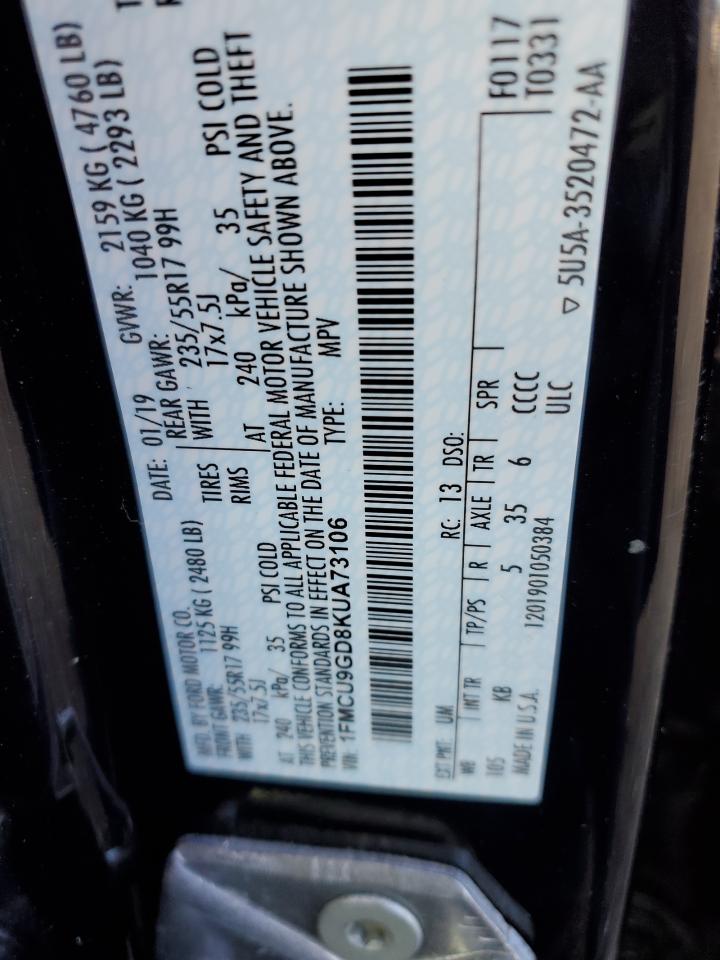 MFD. BY FORD MOTOR CO. DATE: 01/19 GVWR: 2159 KG ( 4760 LB)
FRONT GAWR: 1125 KG ( 2480 LB) REAR GAWR: 1040 KG ( 2293 LB)
WITH 235/55R17 99H TIRES WITH 235/55R17 99H
17x7.5J RIMS 17x7.5J
AT 240 kPa/ 35 PSI COLD AT 240 kPa/ 35 PSI COLD
THIS VEHICLE CONFORMS TO ALL APPLICABLE FEDERAL MOTOR VEHICLE SAFETY AND THEFT
PREVENTION STANDARDS IN EFFECT ON THE DATE OF MANUFACTURE SHOWN ABOVE.
VIN: 1FMCU9GD8KUA73106 TYPE: MPV
EXT PNT: UM RC: 13 DSO: F0117
T0331
WB INT TR TP/PS R AXLE TR SPR
105 KB 5 35 6 CCCC
MADE IN U.S.A. 1201901050384 ULC
5U5A-3520472-AA